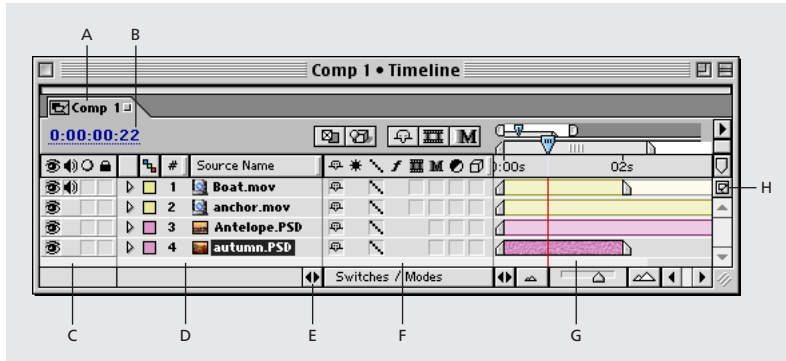 A B
Comp 1 • Timeline
Comp 1
0:00:00:22
M
# Source Name f M :00s 02s
1 Boat.mov
2 anchor.mov
3 Antelope.PSD
4 autumn.PSD
Switches / Modes
H
C D E F G